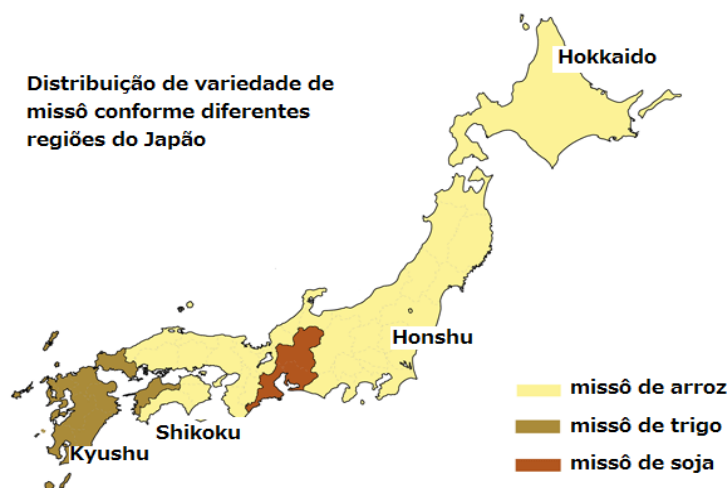 Distribuição de variedade de
missô conforme diferentes
regiões do Japão
Hokkaido
Honshu
Shikoku
Kyushu
missô de arroz
missô de trigo
missô de soja